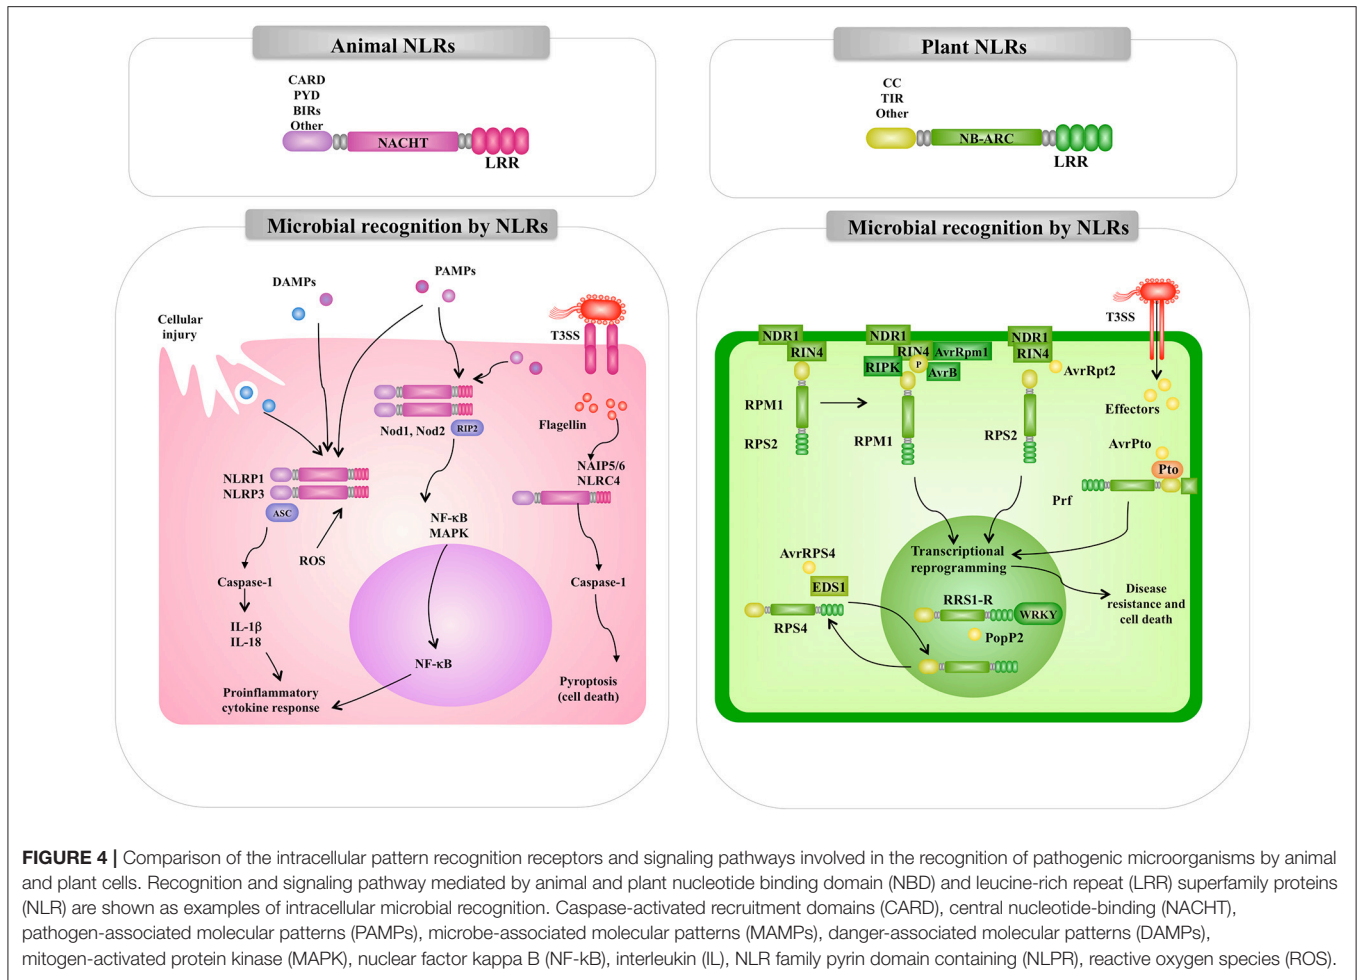 Animal NLRs
CARD
PYD
BIRs
Other
NACHT
LRR
Microbial recognition by NLRs
DAMPs
PAMPs
Cellular
injury
T3SS
Nod1, Nod2
RIP2
Flagellin
NLRP1
NLRP3
ASC
ROS
NAIP5/6
NLRC4
NF-κB
MAPK
Caspase-1
IL-1β
IL-18
Caspase-1
NF-κB
Proinflammatory
cytokine response
Pyroptosis
(cell death)
Plant NLRs
CC
TIR
Other
NB-ARC
LRR
Microbial recognition by NLRs
T3SS
NDR1
RIN4
NDR1
RIN4
AvrRpm1
RIPK
P
AvrB
NDR1
RIN4
AvrRpt2
Effectors
RPM1
RPS2
RPM1
RPS2
AvrPto
Pto
Prf
Transcriptional
reprogramming
AvrRPS4
EDS1
RPS4
RRS1-R
WRKY
PopP2
Disease
resistance and
cell death
FIGURE 4 | Comparison of the intracellular pattern recognition receptors and signaling pathways involved in the recognition of pathogenic microorganisms by animal
and plant cells. Recognition and signaling pathway mediated by animal and plant nucleotide binding domain (NBD) and leucine-rich repeat (LRR) superfamily proteins
(NLR) are shown as examples of intracellular microbial recognition. Caspase-activated recruitment domains (CARD), central nucleotide-binding (NACHT),
pathogen-associated molecular patterns (PAMPs), microbe-associated molecular patterns (MAMPs), danger-associated molecular patterns (DAMPs),
mitogen-activated protein kinase (MAPK), nuclear factor kappa B (NF-kB), interleukin (IL), NLR family pyrin domain containing (NLPR), reactive oxygen species (ROS).